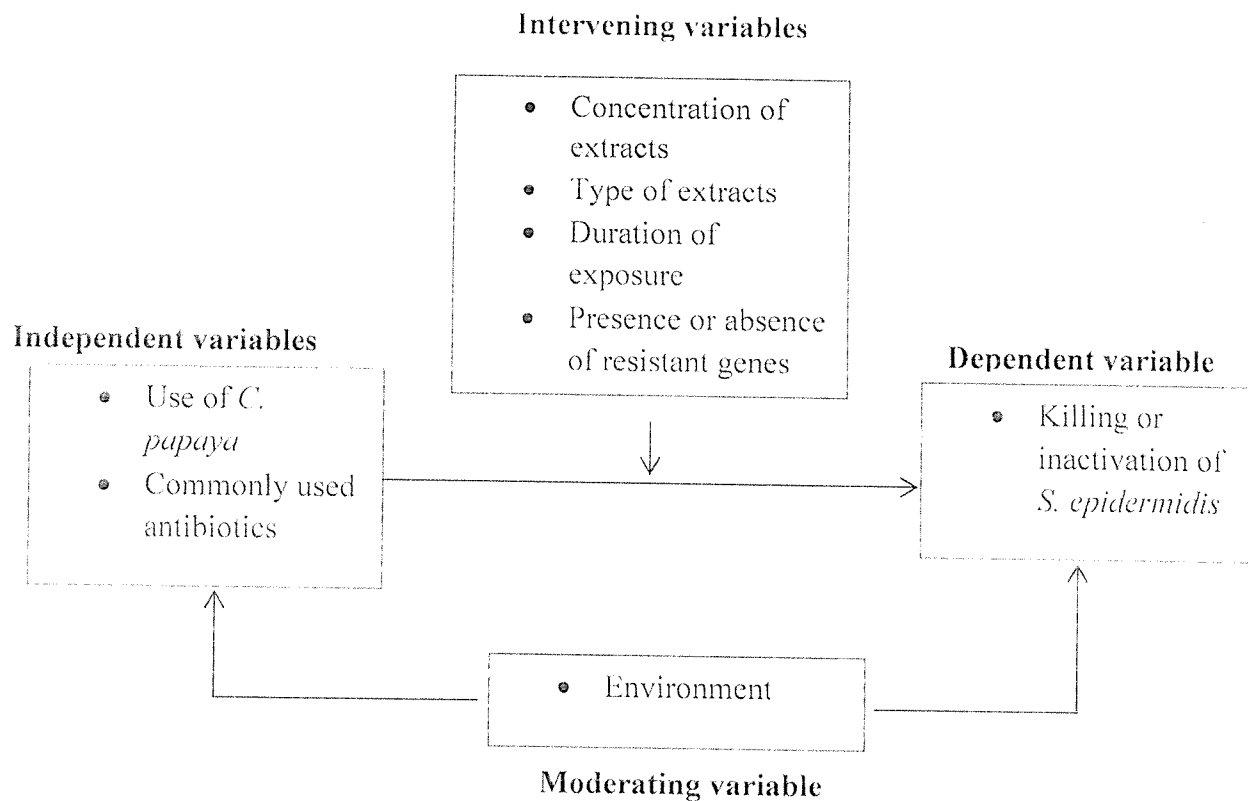 Intervening variables
• Concentration of
extracts
• Type of extracts
• Duration of
exposure
• Presence or absence
of resistant genes
Independent variables
• Use of C.
papaya
• Commonly used
antibiotics
Dependent variable
• Killing or
inactivation of
S. epidermidis
• Environment
Moderating variable